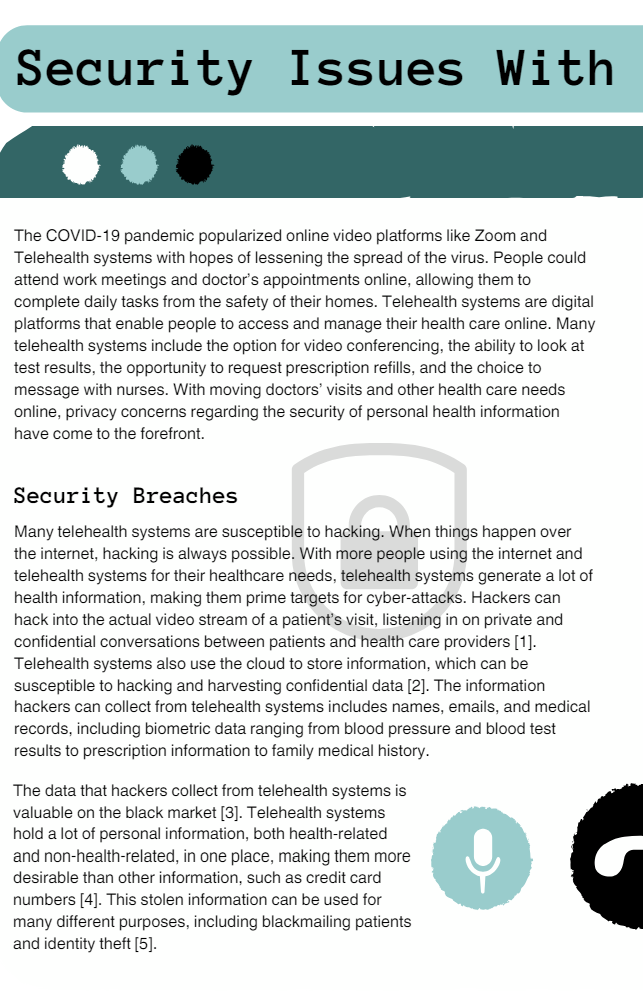 Security Issues With
The COVID-19 pandemic popularized online video platforms like Zoom and
Telehealth systems with hopes of lessening the spread of the virus. People could
attend work meetings and doctor's appointments online, allowing them to
complete daily tasks from the safety of their homes. Telehealth systems are digital
platforms that enable people to access and manage their health care online. Many
telehealth systems include the option for video conferencing, the ability to look at
test results, the opportunity to request prescription refills, and the choice to
message with nurses. With moving doctors' visits and other health care needs
online, privacy concerns regarding the security of personal health information
have come to the forefront.
Security Breaches
Many telehealth systems are susceptible to hacking. When things happen over
the internet, hacking is always possible. With more people using the internet and
telehealth systems for their healthcare needs, telehealth systems generate a lot of
health information, making them prime targets for cyber-attacks. Hackers can
hack into the actual video stream of a patient's visit, listening in on private and
confidential conversations between patients and health care providers [1].
Telehealth systems also use the cloud to store information, which can be
susceptible to hacking and harvesting confidential data [2]. The information
hackers can collect from telehealth systems includes names, emails, and medical
records, including biometric data ranging from blood pressure and blood test
results to prescription information to family medical history.
The data that hackers collect from telehealth systems is
valuable on the black market [3]. Telehealth systems
hold a lot of personal information, both health-related
and non-health-related, in one place, making them more
desirable than other information, such as credit card
numbers [4]. This stolen information can be used for
many different purposes, including blackmailing patients
and identity theft [5].